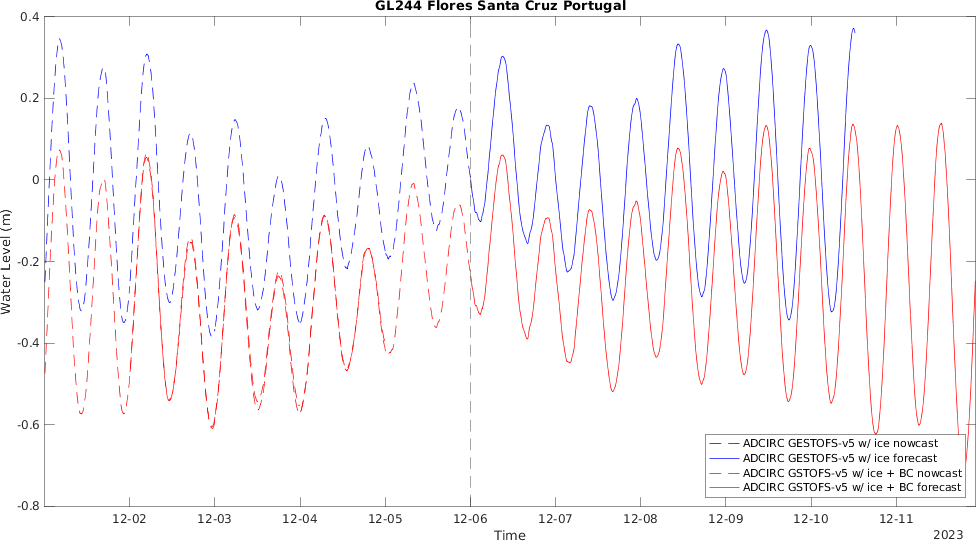 GL244 Flores Santa Cruz Portugal
0.4
0.2
0
-0.2
-0.4
-0.6
-0.8
Water Level (m)
12-02 12-03 12-04 12-05 12-06 12-07 12-08 12-09 12-10 12-11
Time
2023
ADCIRC GESTOFS-v5 w/ ice nowcast
ADCIRC GESTOFS-v5 w/ ice forecast
ADCIRC GSTOFS-v5 w/ ice + BC nowcast
ADCIRC GSTOFS-v5 w/ ice + BC forecast